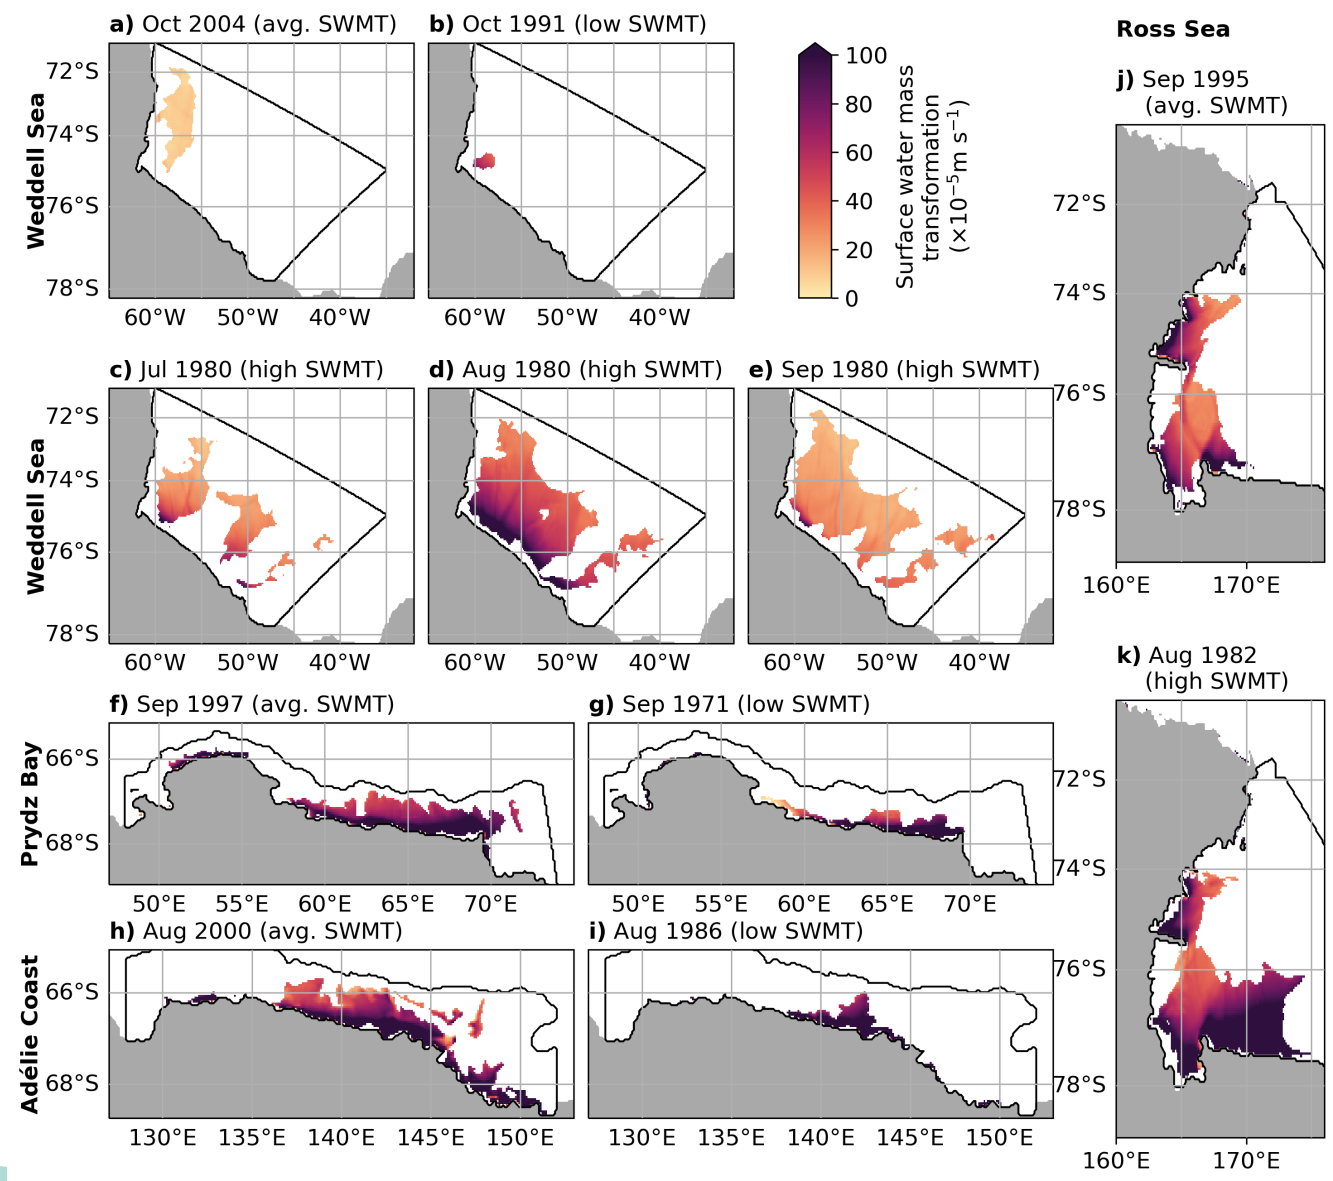 a) Oct 2004 (avg. SWMT)
b) Oct 1991 (low SWMT)
Weddell Sea
72°S
74°S
76°S
78°S
60°W 50°W 40°W
60°W 50°W 40°W
100
80
60
40
20
0
Surface water mass
transformation
(×10⁻⁵m s⁻¹)
c) Jul 1980 (high SWMT)
d) Aug 1980 (high SWMT)
e) Sep 1980 (high SWMT)
Weddell Sea
72°S
74°S
76°S
78°S
60°W 50°W 40°W
60°W 50°W 40°W
60°W 50°W 40°W
f) Sep 1997 (avg. SWMT)
g) Sep 1971 (low SWMT)
Prydz Bay
66°S
68°S
50°E 55°E 60°E 65°E 70°E
50°E 55°E 60°E 65°E 70°E
h) Aug 2000 (avg. SWMT)
i) Aug 1986 (low SWMT)
Adélie Coast
66°S
68°S
130°E 135°E 140°E 145°E 150°E
130°E 135°E 140°E 145°E 150°E
Ross Sea
j) Sep 1995
(avg. SWMT)
72°S
74°S
76°S
78°S
160°E 170°E
k) Aug 1982
(high SWMT)
72°S
74°S
76°S
78°S
160°E 170°E